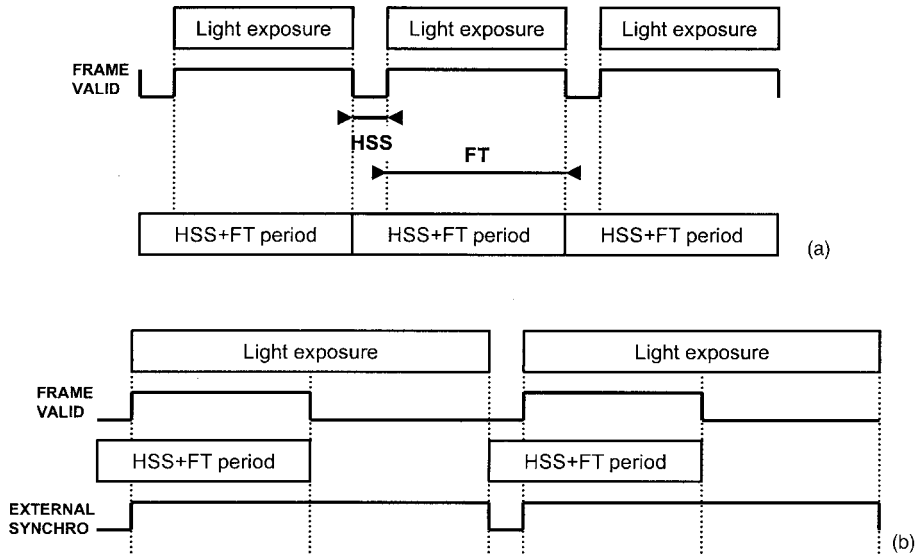 Light exposure Light exposure Light exposure
FRAME
VALID
HSS
FT
HSS+FT period HSS+FT period HSS+FT period
(a)
Light exposure Light exposure
FRAME
VALID
HSS+FT period HSS+FT period
EXTERNAL
SYNCHRO
(b)